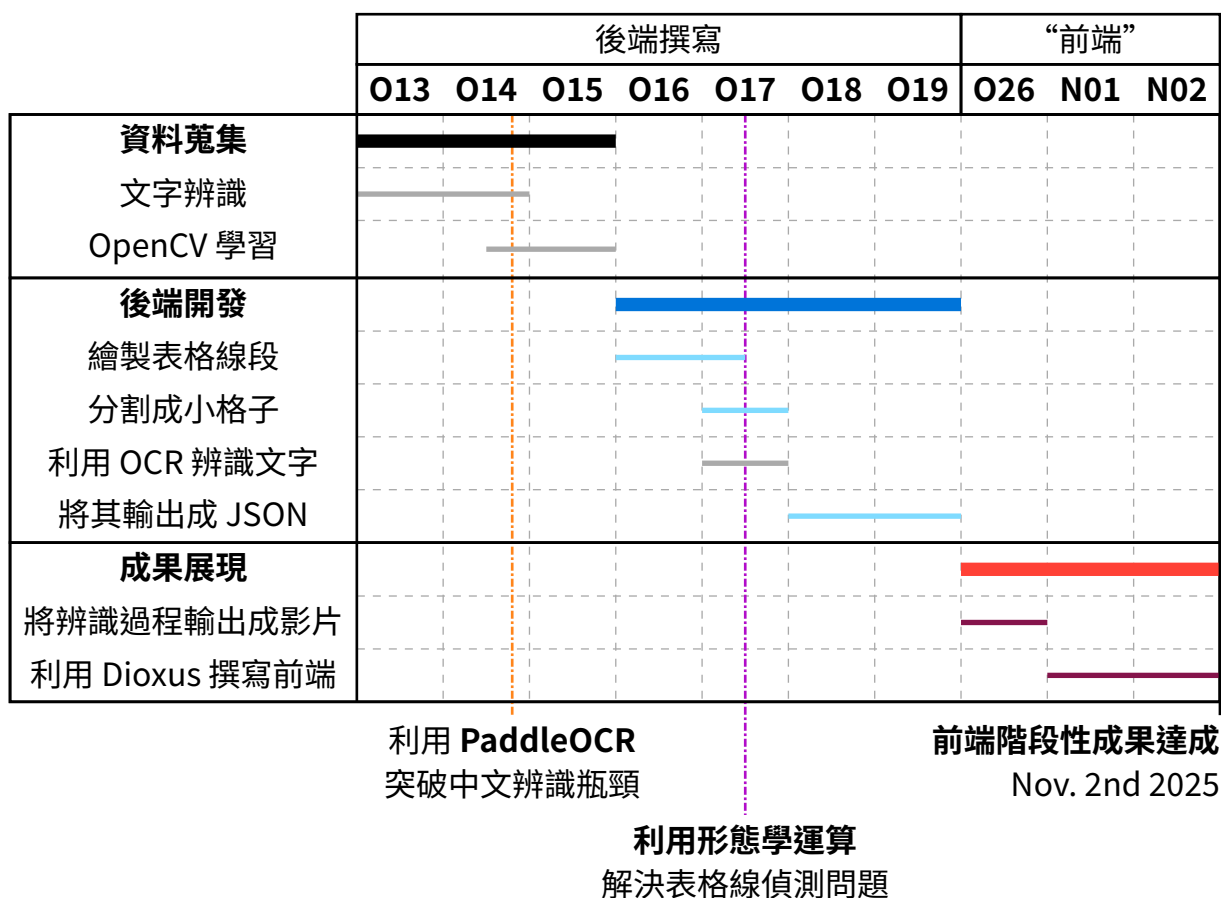 後端撰寫 “前端”
O13 O14 O15 O16 O17 O18 O19 O26 N01 N02
資料蒐集
文字辨識
OpenCV 學習
後端開發
繪製表格線段
分割成小格子
利用 OCR 辨識文字
將其輸出成 JSON
成果展現
將辨識過程輸出成影片
利用 Dioxus 撰寫前端
利用 PaddleOCR
突破中文辨識瓶頸
前端階段性成果達成
Nov. 2nd 2025
利用形態學運算
解決表格線偵測問題